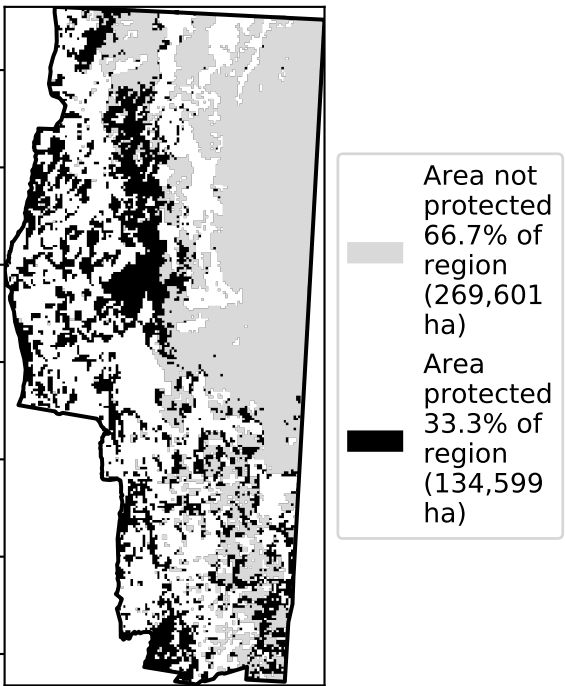 Area not
protected
66.7% of
region
(269,601
ha)
Area
protected
33.3% of
region
(134,599
ha)